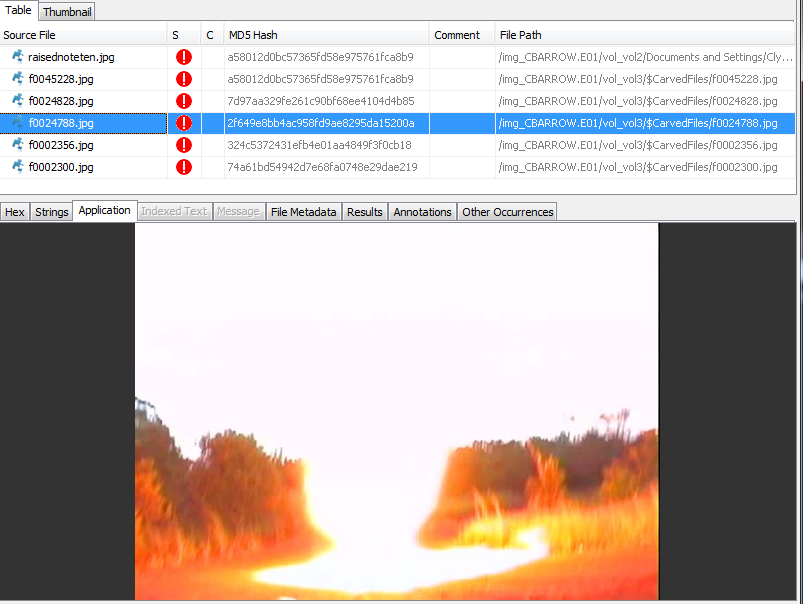 Table Thumbnail
Source File S C MD5 Hash Comment File Path
raisednoteten.jpg a58012d0bc57365fd58e975761fca8b9 /img_CBARROW.E01/vol_vol2/Documents and Settings/Cly...
f0045228.jpg a58012d0bc57365fd58e975761fca8b9 /img_CBARROW.E01/vol_vol3/$CarvedFiles/f0045228.jpg
f0024828.jpg 7d97aa329fe261c90bf68ee4104d4b85 /img_CBARROW.E01/vol_vol3/$CarvedFiles/f0024828.jpg
f0024788.jpg 2f649e8bb4ac958fd9ae8295da15200a /img_CBARROW.E01/vol_vol3/$CarvedFiles/f0024788.jpg
f0002356.jpg 324c5372431efb4e01aa4849f3f0cb18 /img_CBARROW.E01/vol_vol3/$CarvedFiles/f0002356.jpg
f0002300.jpg 74a61bd54942d7e68fa0748e29dae219 /img_CBARROW.E01/vol_vol3/$CarvedFiles/f0002300.jpg
Hex Strings Application Indexed Text Message File Metadata Results Annotations Other Occurrences